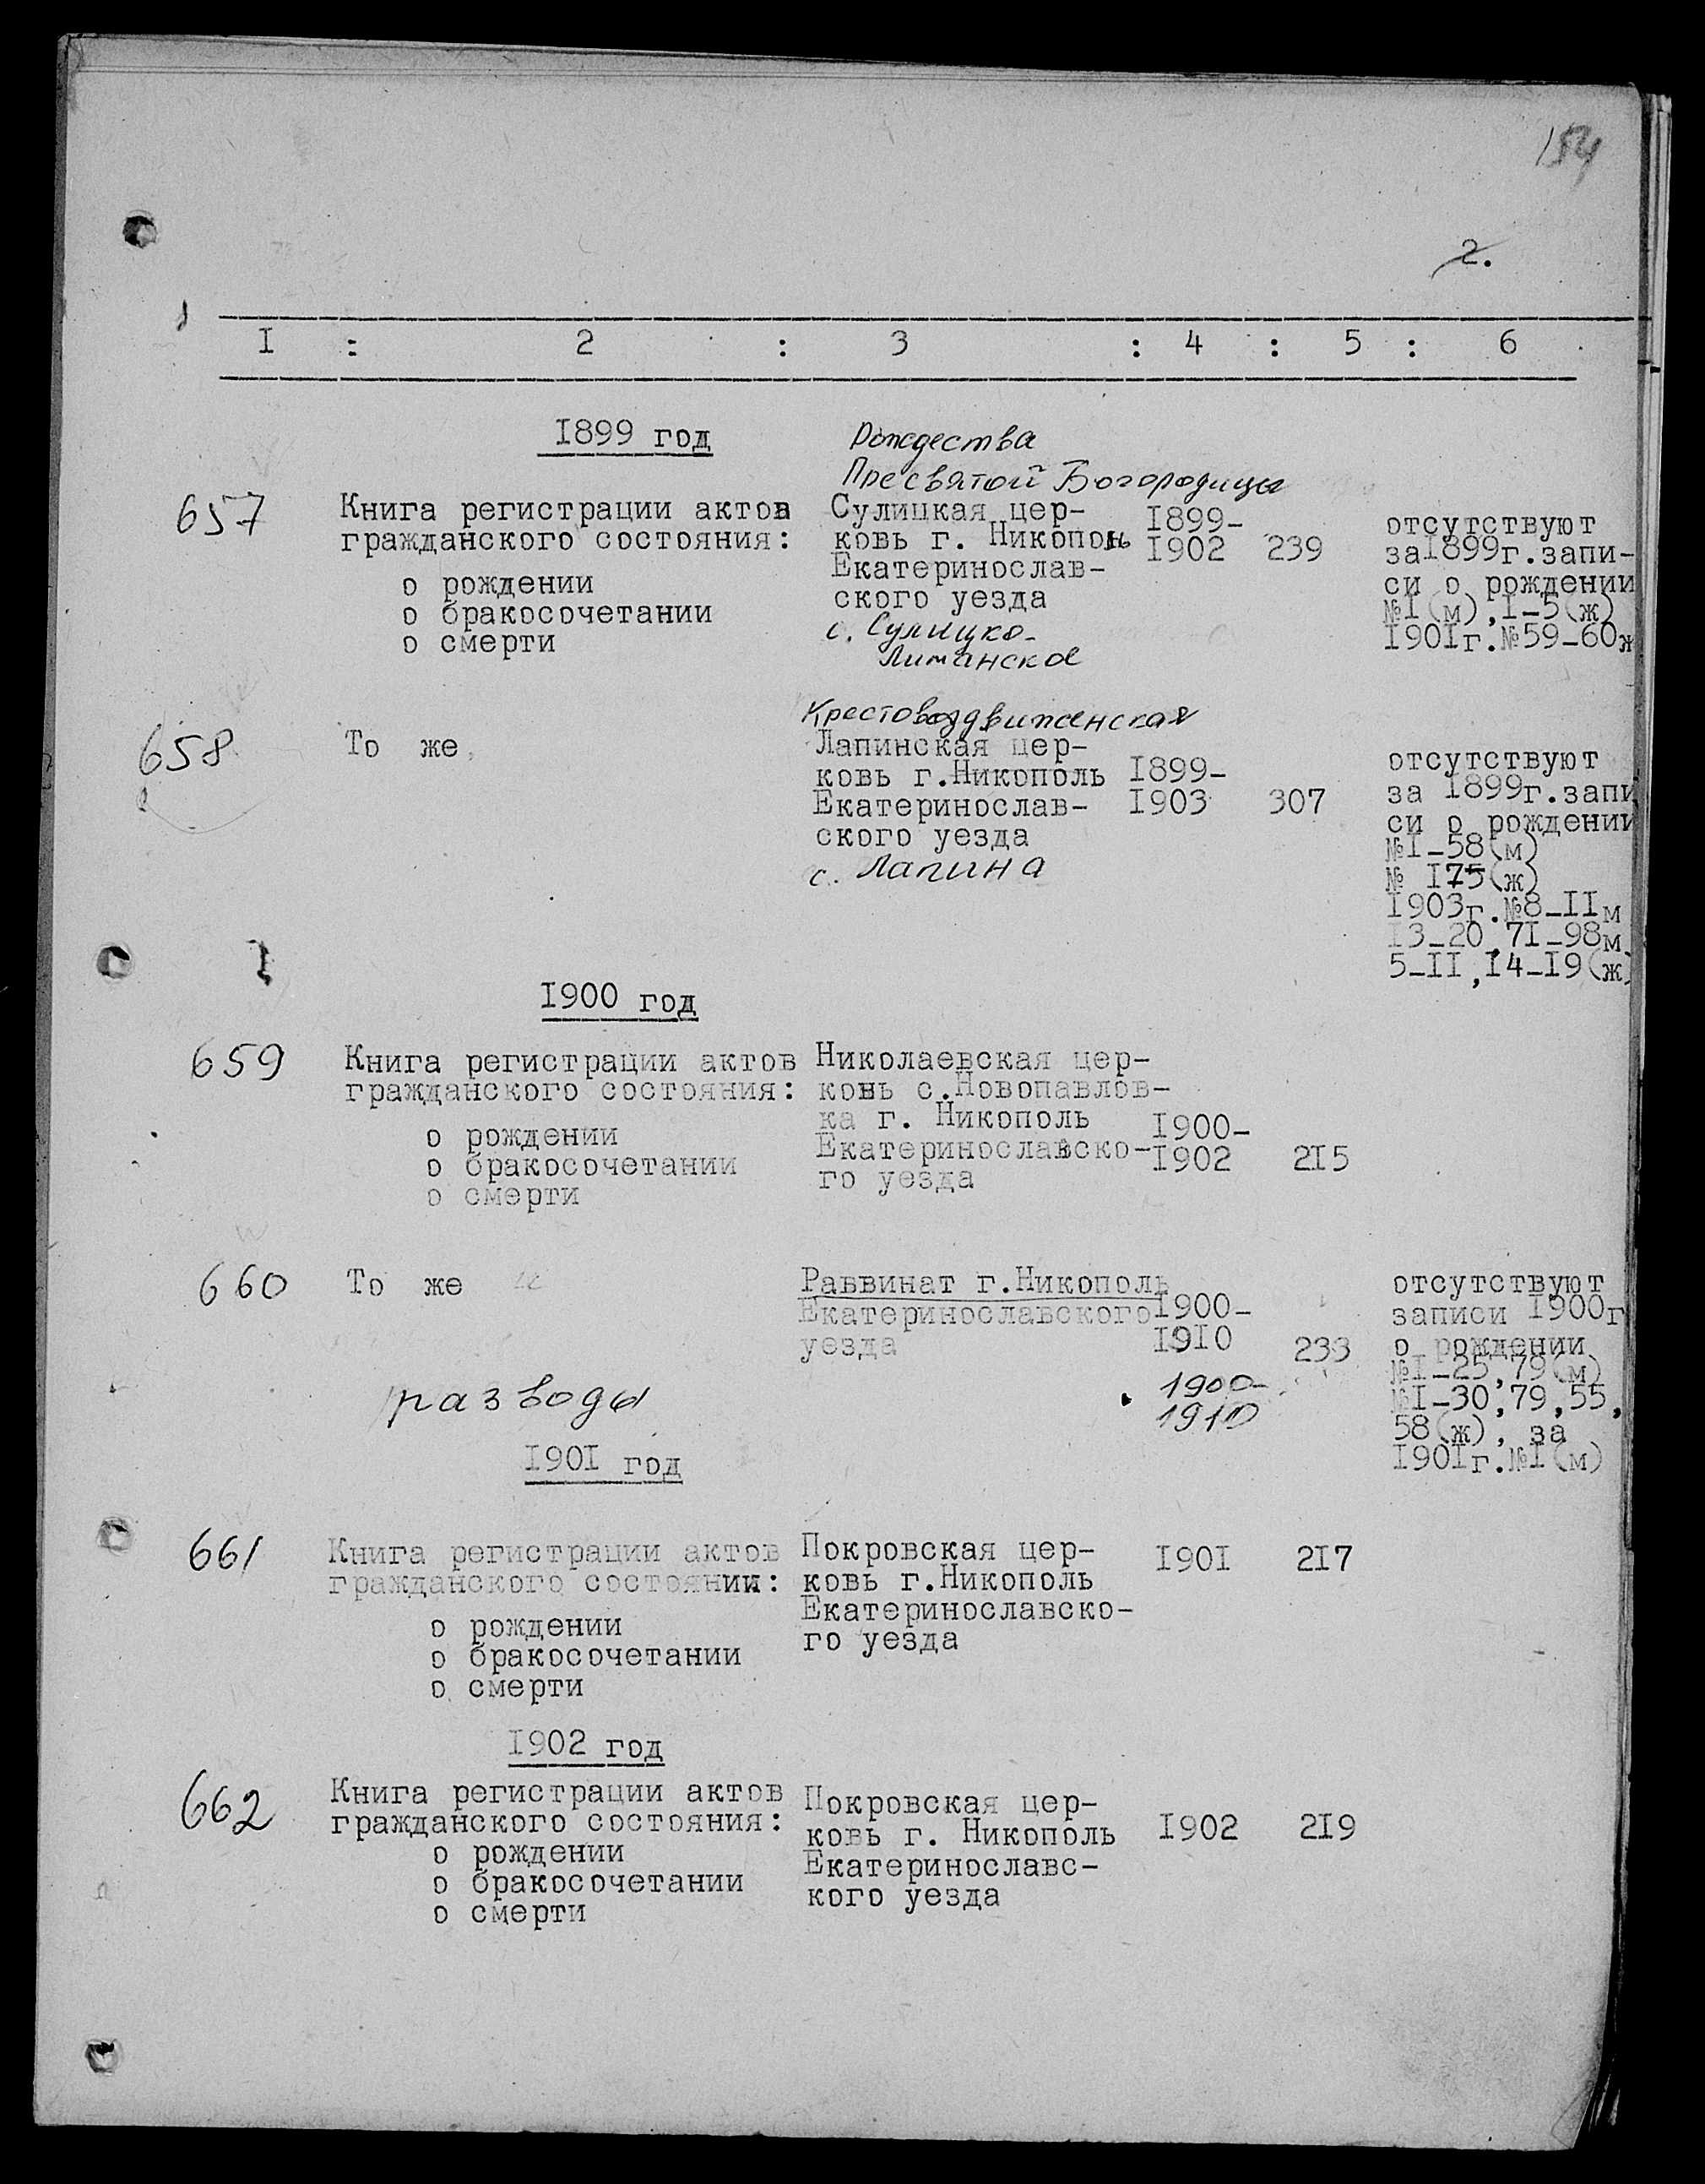 154
2.
I : 2 : 3 : 4 : 5 : 6
1899 год
Рождества
Пресвятой Богородицы
657 Книга регистрации актов Сулицкая цер- 1899- отсутствуют
гражданского состояния: ковь г. Никополь 1902 239 за 1899г.запи-
о рождении Екатеринослав- си о рождении
о бракосочетании ского уезда №1(м),1-5(ж)
о смерти с. Сулицко- 1901г.№59-60ж
Лиманское
Крестовоздвиженская
658 То же Лапинская цер-
ковь г.Никополь 1899- отсутствуют
Екатеринослав- 1903 307 за 1899г.запи
ского уезда си о рождении
с. Лапина №1-58(м)
№ 175(ж)
1903г.№8-11м
13-20,71-98м
5-11,14-19(ж)
1900 год
659 Книга регистрации актов Николаевская цер-
гражданского состояния: ковь с.Новопавлов-
ка г. Никополь 1900-
о рождении Екатеринославско- 1902 215
о бракосочетании го уезда
о смерти
660 То же Раввинат г.Никополь отсутствуют
Екатеринославского 1900- записи 1900г
уезда 1910 233 о рождении
№1-25,79(м)
разводы 1900- №1-30,79,55,
1910 58(ж), за
1901 год 1901г.№1(м)
661 Книга регистрации актов Покровская цер- 1901 217
гражданского состоянии: ковь г.Никополь
о рождении Екатеринославско-
о бракосочетании го уезда
о смерти
1902 год
662 Книга регистрации актов Покровская цер-
гражданского состояния: ковь г. Никополь 1902 219
о рождении Екатеринославс-
о бракосочетании кого уезда
о смерти